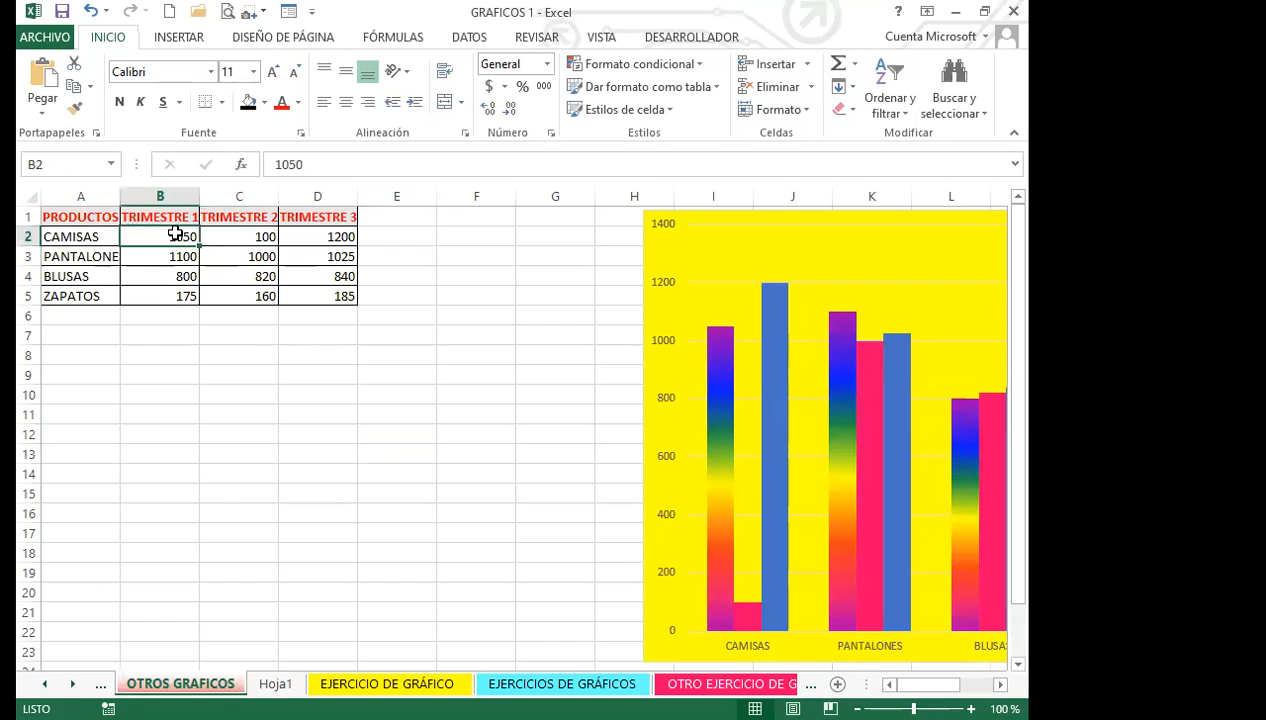 GRAFICOS 1 - Excel
?
ARCHIVO INICIO INSERTAR DISEÑO DE PÁGINA FÓRMULAS DATOS REVISAR VISTA DESARROLLADOR Cuenta Microsoft
Pegar
Calibri 11
N K S
General
$ % 000
Formato condicional
Dar formato como tabla
Estilos de celda
Insertar
Eliminar
Formato
Ordenar y filtrar
Buscar y seleccionar
Portapapeles Fuente Alineación Número Estilos Celdas Modificar
B2 fx 1050
A B C D E F G H I J K L
1 PRODUCTOS TRIMESTRE 1 TRIMESTRE 2 TRIMESTRE 3
2 CAMISAS 1050 100 1200
3 PANTALONE 1100 1000 1025
4 BLUSAS 800 820 840
5 ZAPATOS 175 160 185
6
7
8
9
10
11
12
13
14
15
16
17
18
19
20
21
22
23
1400
1200
1000
800
600
400
200
0
CAMISAS PANTALONES BLUSA
... OTROS GRAFICOS Hoja1 EJERCICIO DE GRÁFICO EJERCICIOS DE GRÁFICOS OTRO EJERCICIO DE G ...
LISTO 100 %